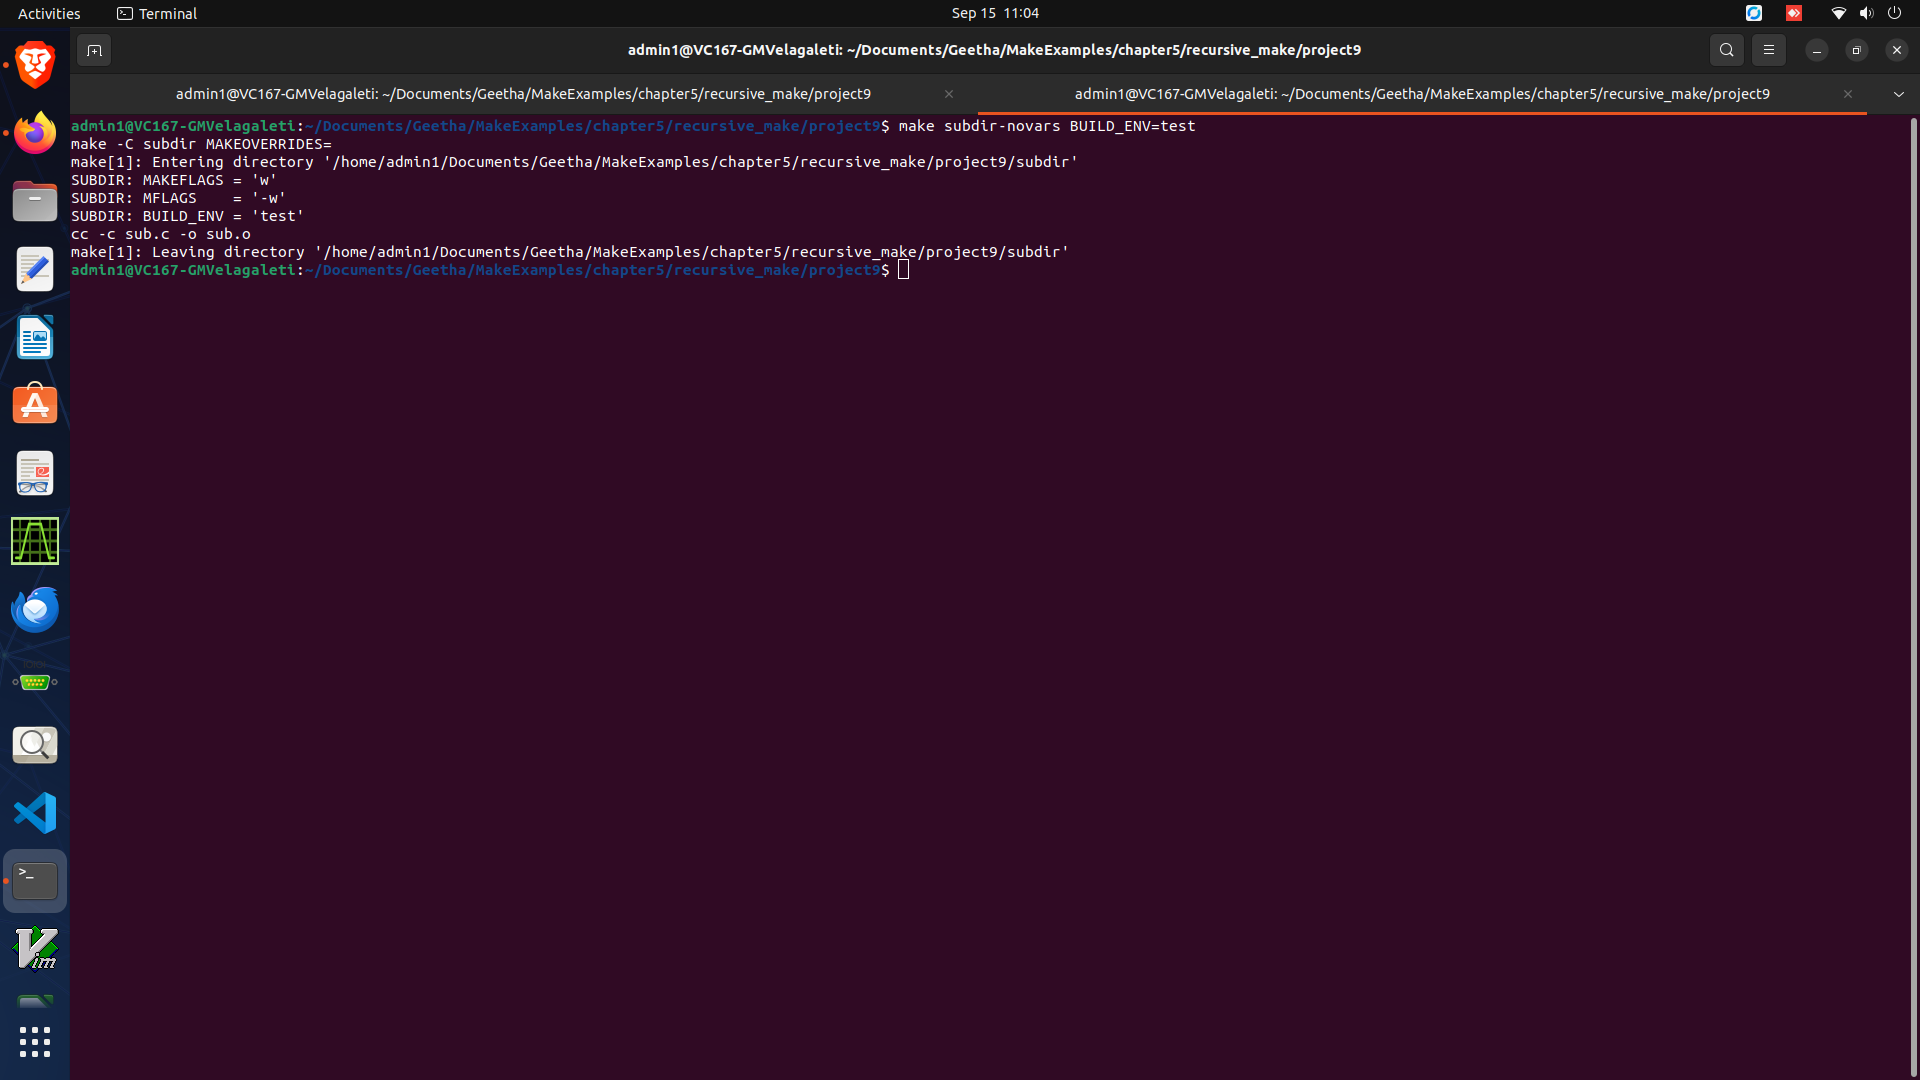 Activities
Terminal
Sep 15 11:04
admin1@VC167-GMVelagaleti: ~/Documents/Geetha/MakeExamples/chapter5/recursive_make/project9
admin1@VC167-GMVelagaleti: ~/Documents/Geetha/MakeExamples/chapter5/recursive_make/project9
admin1@VC167-GMVelagaleti: ~/Documents/Geetha/MakeExamples/chapter5/recursive_make/project9
admin1@VC167-GMVelagaleti:~/Documents/Geetha/MakeExamples/chapter5/recursive_make/project9$ make subdir-novars BUILD_ENV=test
make -C subdir MAKEOVERRIDES=
make[1]: Entering directory '/home/admin1/Documents/Geetha/MakeExamples/chapter5/recursive_make/project9/subdir'
SUBDIR: MAKEFLAGS = 'w'
SUBDIR: MFLAGS    = '-w'
SUBDIR: BUILD_ENV = 'test'
cc -c sub.c -o sub.o
make[1]: Leaving directory '/home/admin1/Documents/Geetha/MakeExamples/chapter5/recursive_make/project9/subdir'
admin1@VC167-GMVelagaleti:~/Documents/Geetha/MakeExamples/chapter5/recursive_make/project9$
>_
Vim